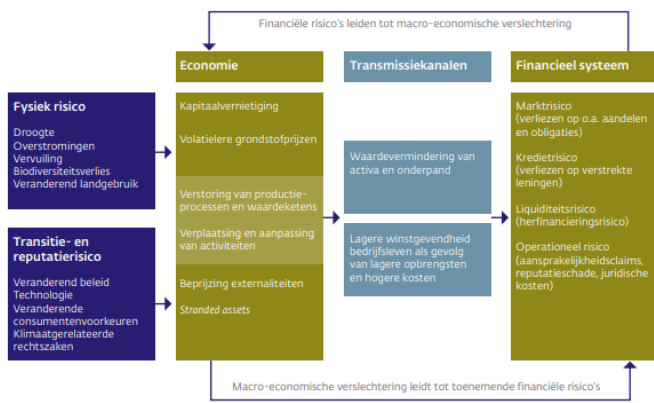 Financiële risico's leiden tot macro-economische verslechtering
Economie
Transmissiekanalen
Financieel systeem
Fysiek risico
Droogte
Overstromingen
Vervuiling
Biodiversiteitsverlies
Veranderend landgebruik
Transitie- en
reputatierisico
Veranderend beleid
Technologie
Veranderende
consumentenvoorkeuren
Klimaatgerelateerde
rechtszaken
Kapitaalvernietiging
Volatielere grondstofprijzen
Verstoring van productie-
processen en waardeketens
Verplaatsing en aanpassing
van activiteiten
Beprijzing externaliteiten
Stranded assets
Waardevermindering van
activa en onderpand
Lagere winstgevendheid
bedrijfsleven als gevolg
van lagere opbrengsten
en hogere kosten
Marktrisico
(verliezen op o.a. aandelen
en obligaties)
Kredietrisico
(verliezen op verstrekte
leningen)
Liquiditeitsrisico
(herfinancieringsrisico)
Operationeel risico
(aansprakelijkheidsclaims,
reputatieschade, juridische
kosten)
Macro-economische verslechtering leidt tot toenemende financiële risico's